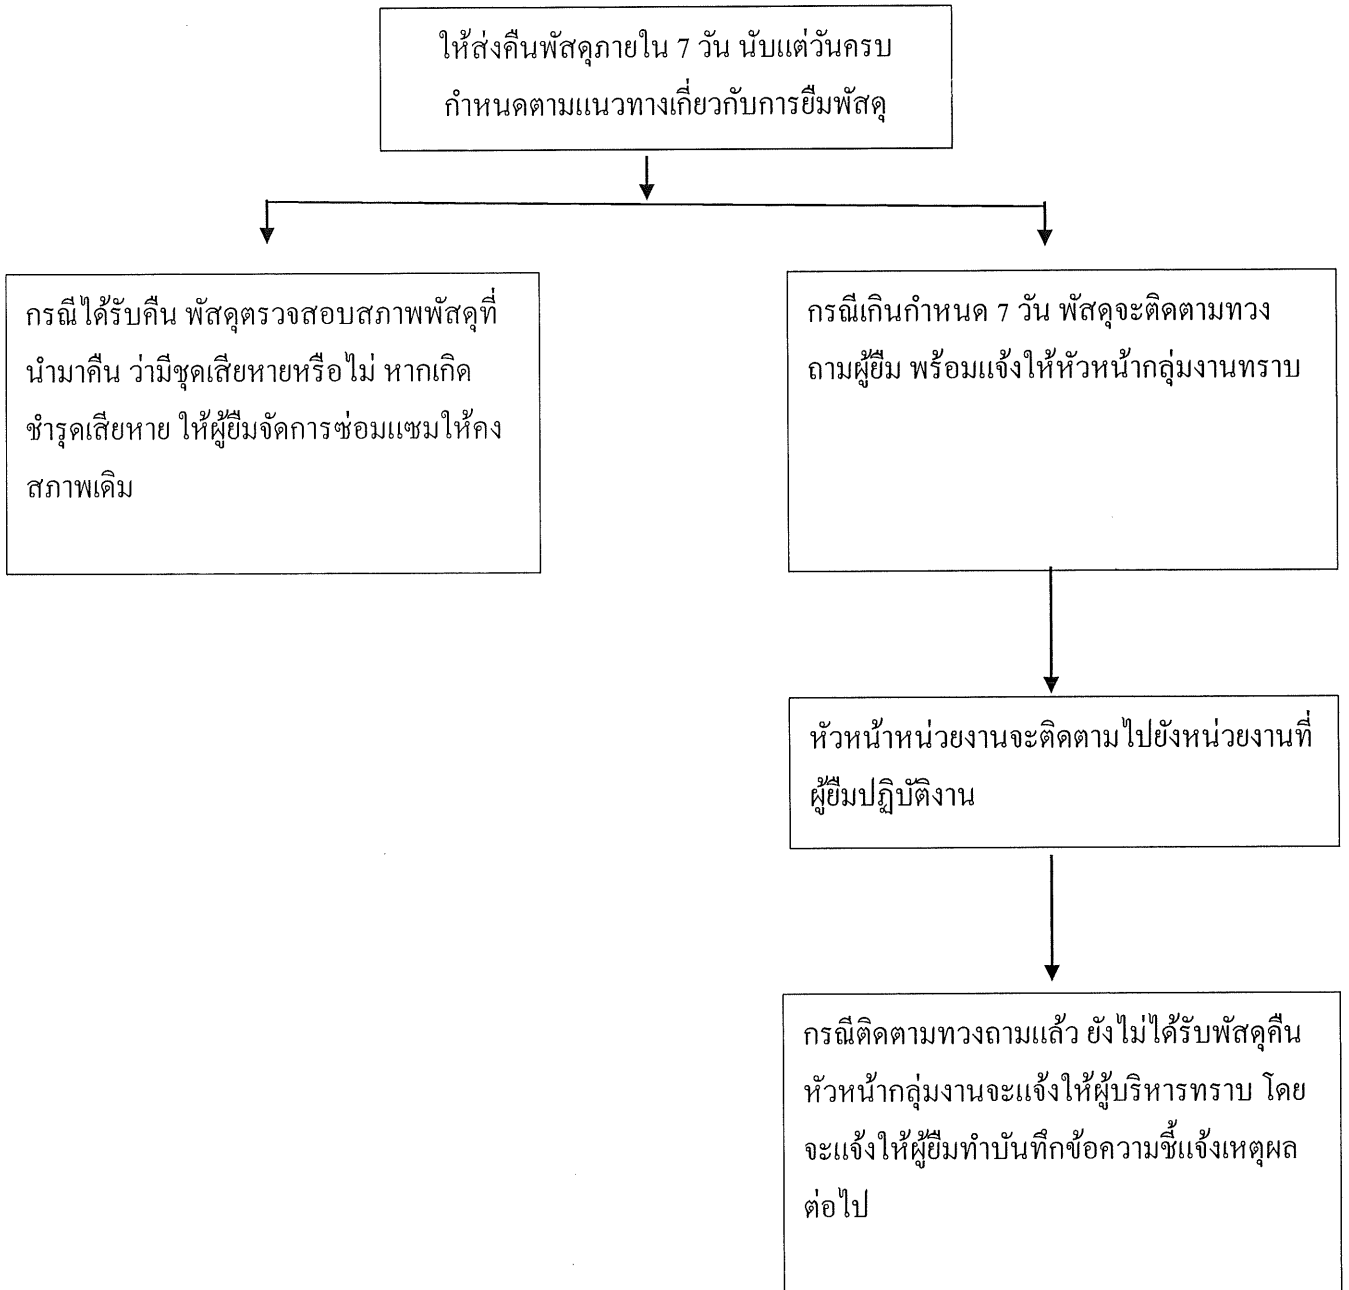 ให้ส่งคืนพัสดุภายใน 7 วัน นับแต่วันครบ
กำหนดตามแนวทางเกี่ยวกับการยืมพัสดุ
กรณีได้รับคืน พัสดุตรวจสอบสภาพพัสดุที่
นำมาคืน ว่ามีชุดเสียหายหรือไม่ หากเกิด
ชำรุดเสียหาย ให้ผู้ยืมจัดการซ่อมแซมให้คง
สภาพเดิม
กรณีเกินกำหนด 7 วัน พัสดุจะติดตามทวง
ถามผู้ยืม พร้อมแจ้งให้หัวหน้ากลุ่มงานทราบ
หัวหน้าหน่วยงานจะติดตามไปยังหน่วยงานที่
ผู้ยืมปฏิบัติงาน
กรณีติดตามทวงถามแล้ว ยังไม่ได้รับพัสดุคืน
หัวหน้ากลุ่มงานจะแจ้งให้ผู้บริหารทราบ โดย
จะแจ้งให้ผู้ยืมทำบันทึกข้อความชี้แจ้งเหตุผล
ต่อไป